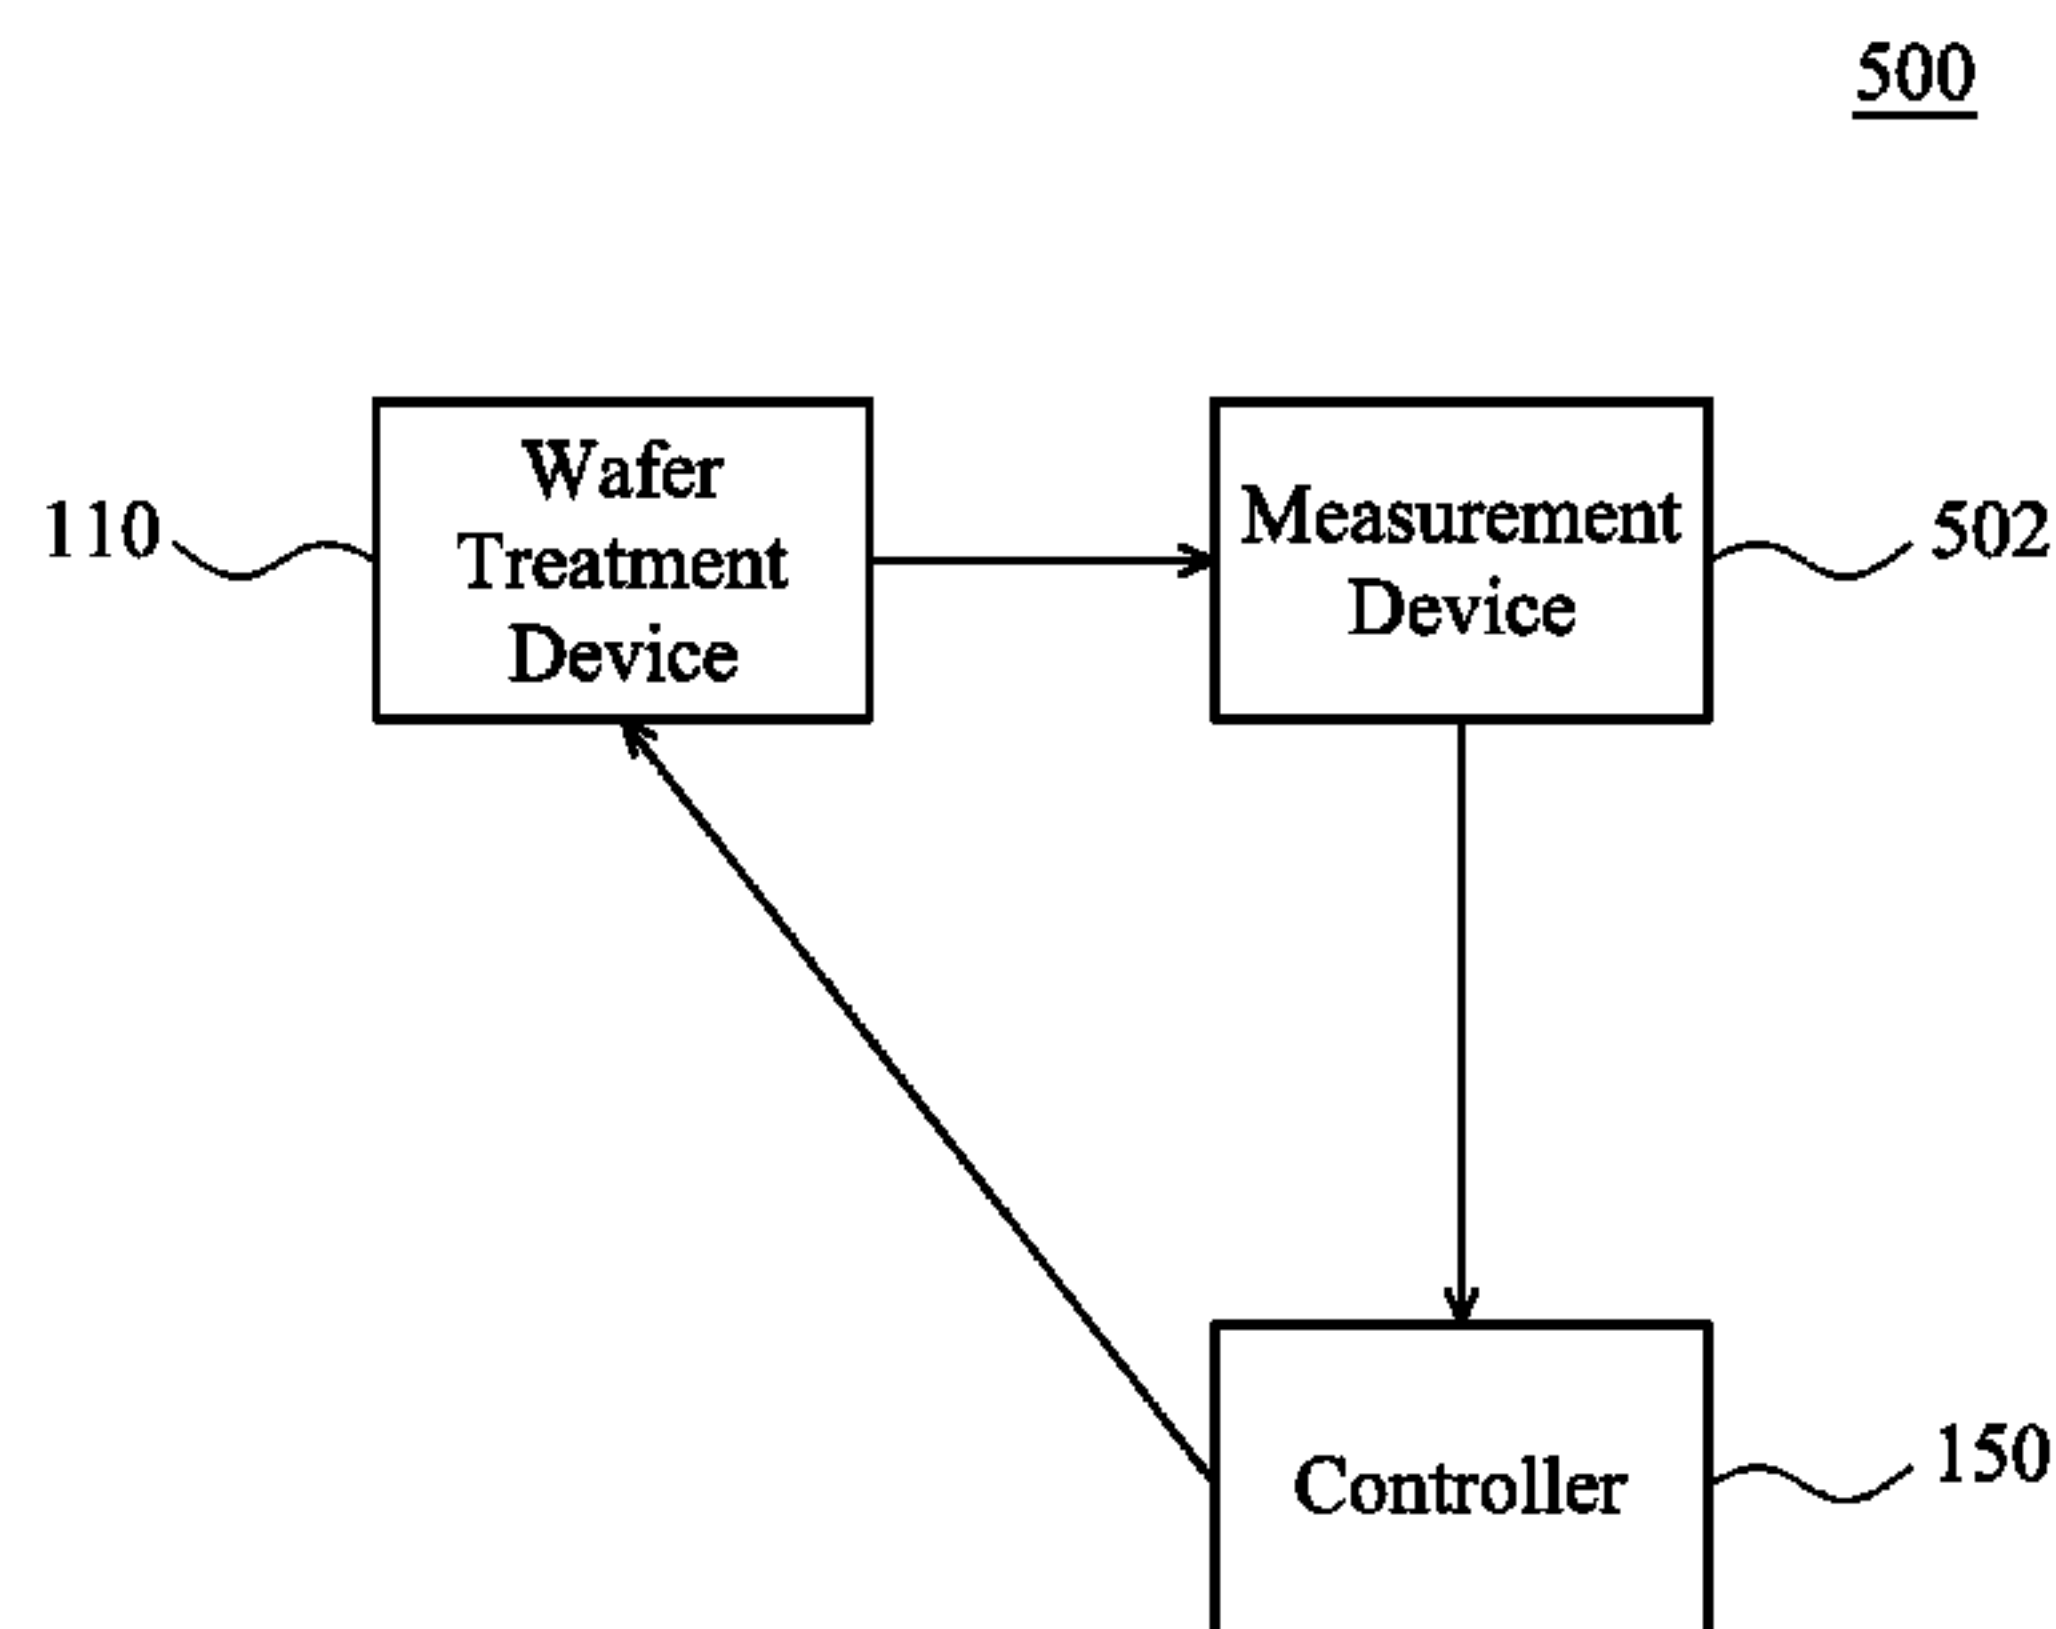 500
Wafer
Treatment
Device
110
Measurement
Device
502
Controller
150